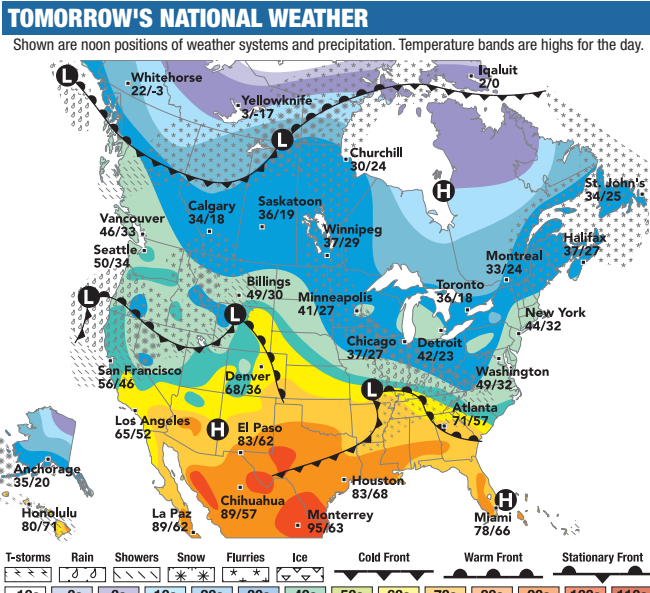 TOMORROW'S NATIONAL WEATHER
Shown are noon positions of weather systems and precipitation. Temperature bands are highs for the day.
L
Whitehorse
22/-3
Iqaluit
2/0
Yellowknife
3/-17
L
Churchill
30/24
H
St. John's
34/25
Calgary
34/18
Saskatoon
36/19
Vancouver
46/33
Winnipeg
37/29
Halifax
37/27
Seattle
50/34
Montreal
33/24
Billings
49/30
Toronto
36/18
L
Minneapolis
41/27
L
New York
44/32
Chicago
37/27
Detroit
42/23
San Francisco
56/46
Denver
68/36
Washington
49/32
L
Atlanta
71/57
Los Angeles
65/52
H
El Paso
83/62
Anchorage
35/20
Houston
83/68
Chihuahua
89/57
H
Honolulu
80/71
La Paz
89/62
Monterrey
95/63
Miami
78/66
T-storms Rain Showers Snow Flurries Ice Cold Front Warm Front Stationary Front